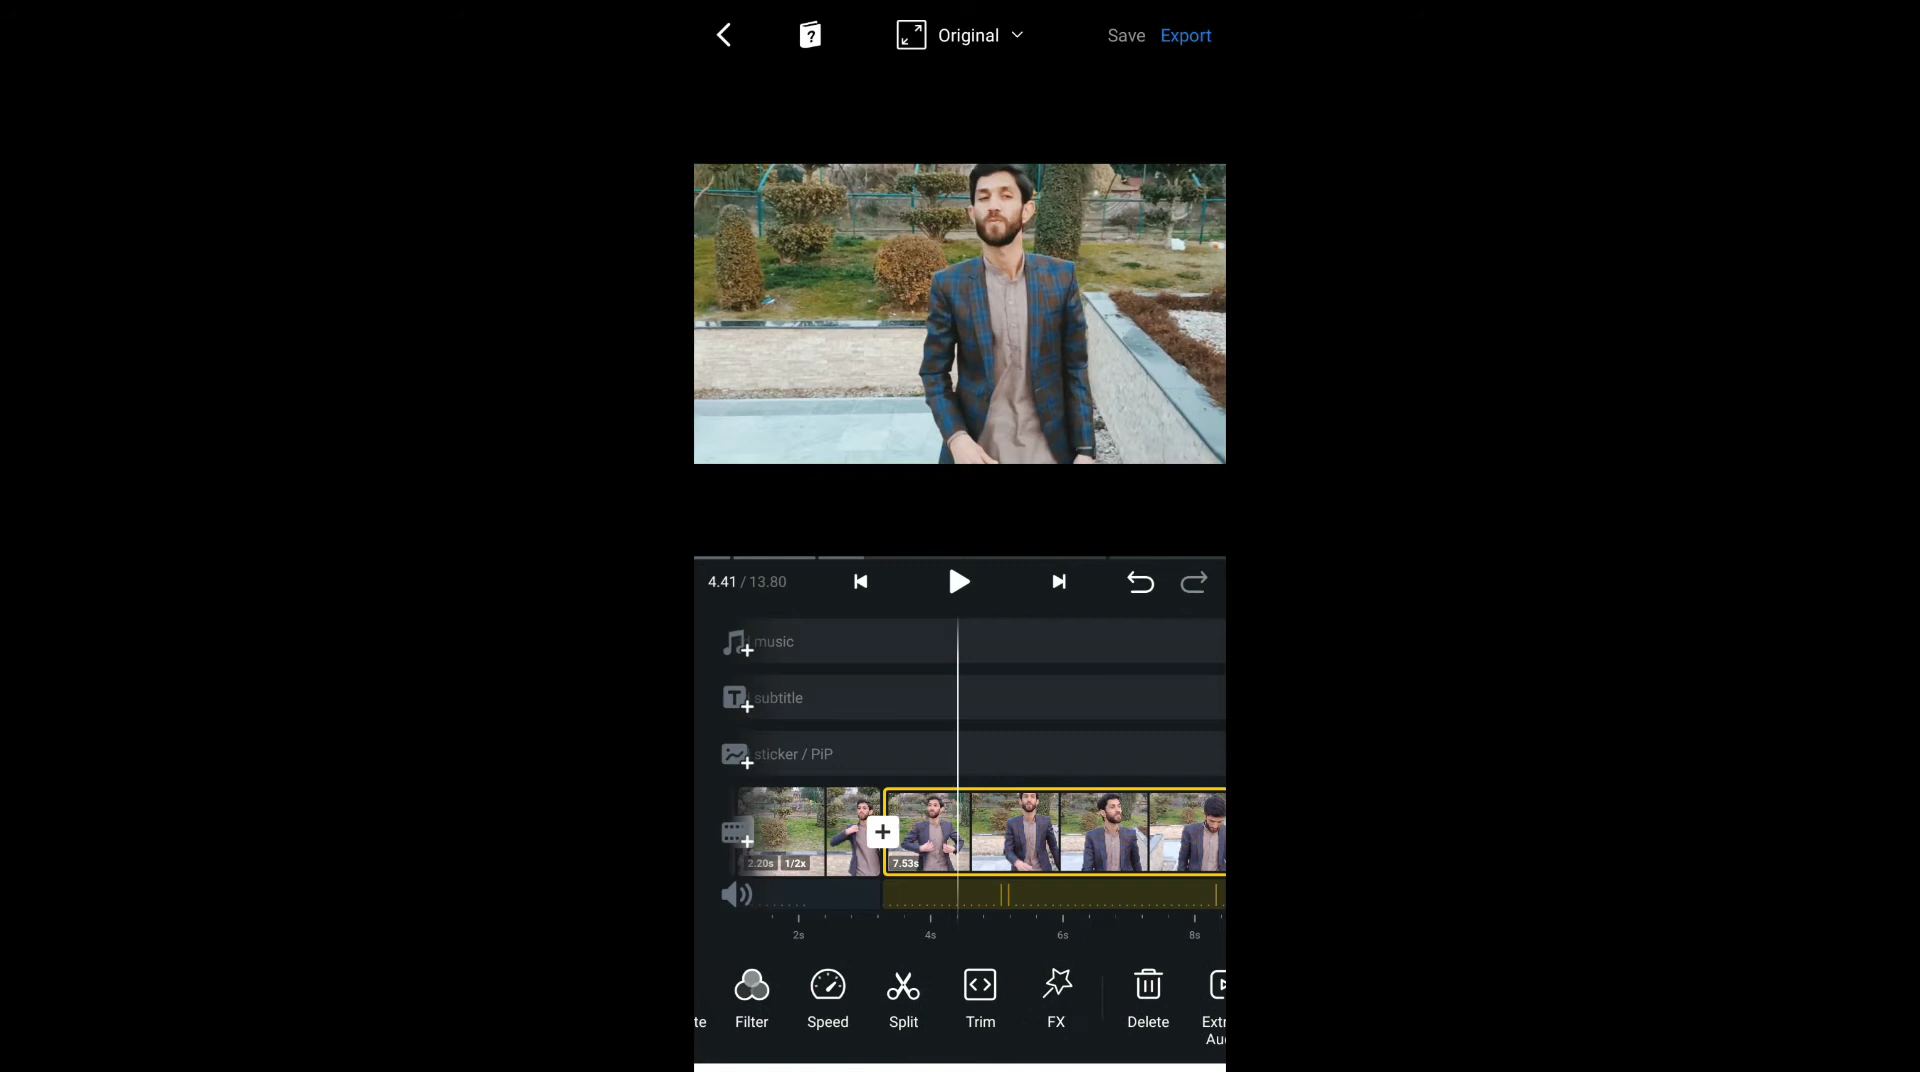 Original
Save Export
4.41 / 13.80
music
subtitle
sticker / PiP
2.20s 1/2x
7.53s
2s 4s 6s 8s
te Filter Speed Split Trim FX Delete Extr
Au